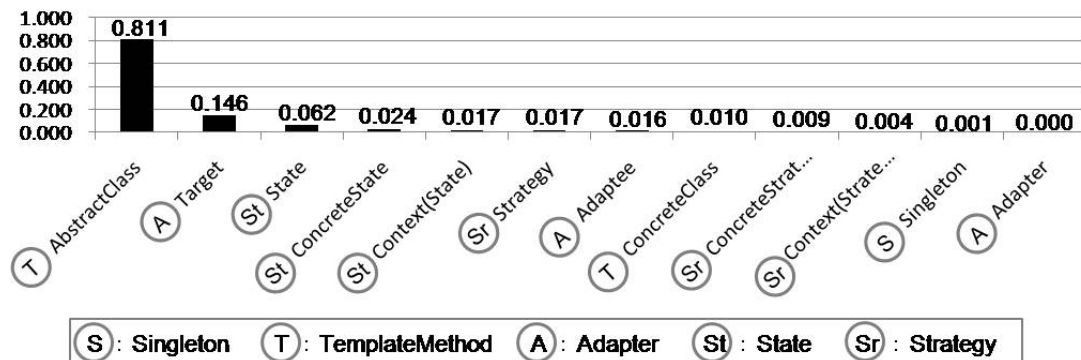 1.000
0.800
0.600
0.400
0.200
0.000
0.811
0.146
0.062
0.024
0.017
0.017
0.016
0.010
0.009
0.004
0.001
0.000
T AbstractClass
A Target
St State
St ConcreteState
St Context(State)
Sr Strategy
A Adaptee
T ConcreteClass
Sr ConcreteStrat...
Sr Context(Strate...
S Singleton
A Adapter
S : Singleton T : TemplateMethod A : Adapter St : State Sr : Strategy